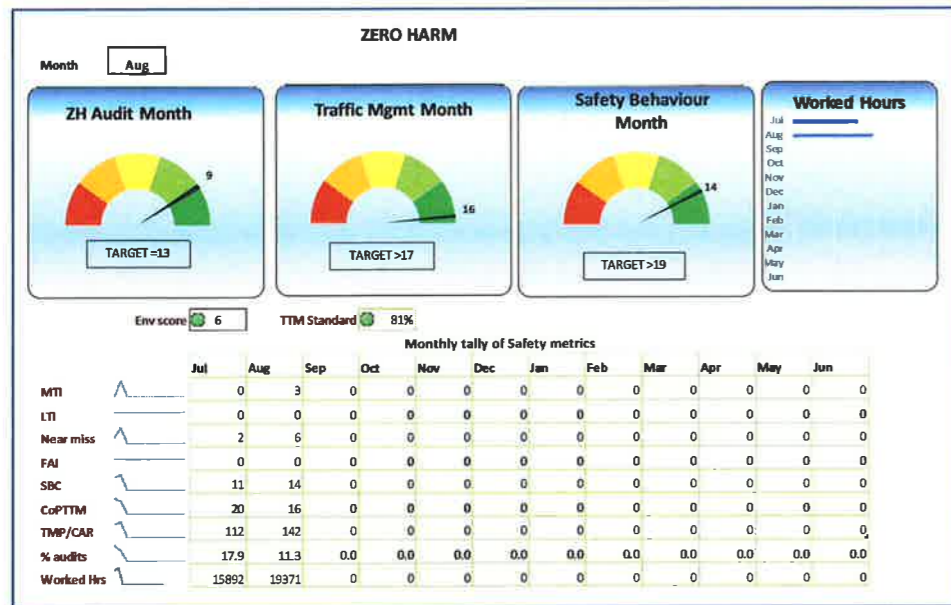 ZERO HARM
Month Aug
ZH Audit Month
9
TARGET =13
Traffic Mgmt Month
16
TARGET >17
Safety Behaviour
Month
14
TARGET >19
Worked Hours
Jul
Aug
Sep
Oct
Nov
Dec
Jan
Feb
Mar
Apr
May
Jun
Env score 6 TTM Standard 81%
Monthly tally of Safety metrics
Jul Aug Sep Oct Nov Dec Jan Feb Mar Apr May Jun
MTI 0 3 0 0 0 0 0 0 0 0 0 0
LTI 0 0 0 0 0 0 0 0 0 0 0 0
Near miss 2 6 0 0 0 0 0 0 0 0 0 0
FAI 0 0 0 0 0 0 0 0 0 0 0 0
SBC 11 14 0 0 0 0 0 0 0 0 0 0
CoPTTM 20 16 0 0 0 0 0 0 0 0 0 0
TMP/CAR 112 142 0 0 0 0 0 0 0 0 0 0
% audits 17.9 11.3 0.0 0.0 0.0 0.0 0.0 0.0 0.0 0.0 0.0 0.0
Worked Hrs 15892 19371 0 0 0 0 0 0 0 0 0 0